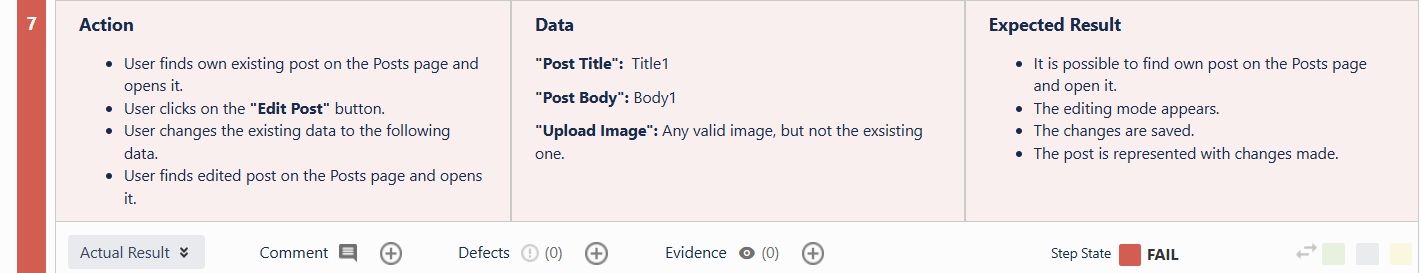 7
Action
User finds own existing post on the Posts page and
opens it.
User clicks on the "Edit Post" button.
User changes the existing data to the following
data.
User finds edited post on the Posts page and opens
it.
Data
"Post Title": Title1
"Post Body": Body1
"Upload Image": Any valid image, but not the exsisting
one.
Expected Result
It is possible to find own post on the Posts page
and open it.
The editing mode appears.
The changes are saved.
The post is represented with changes made.
Actual Result
Comment
Defects (0)
Evidence (0)
Step State FAIL